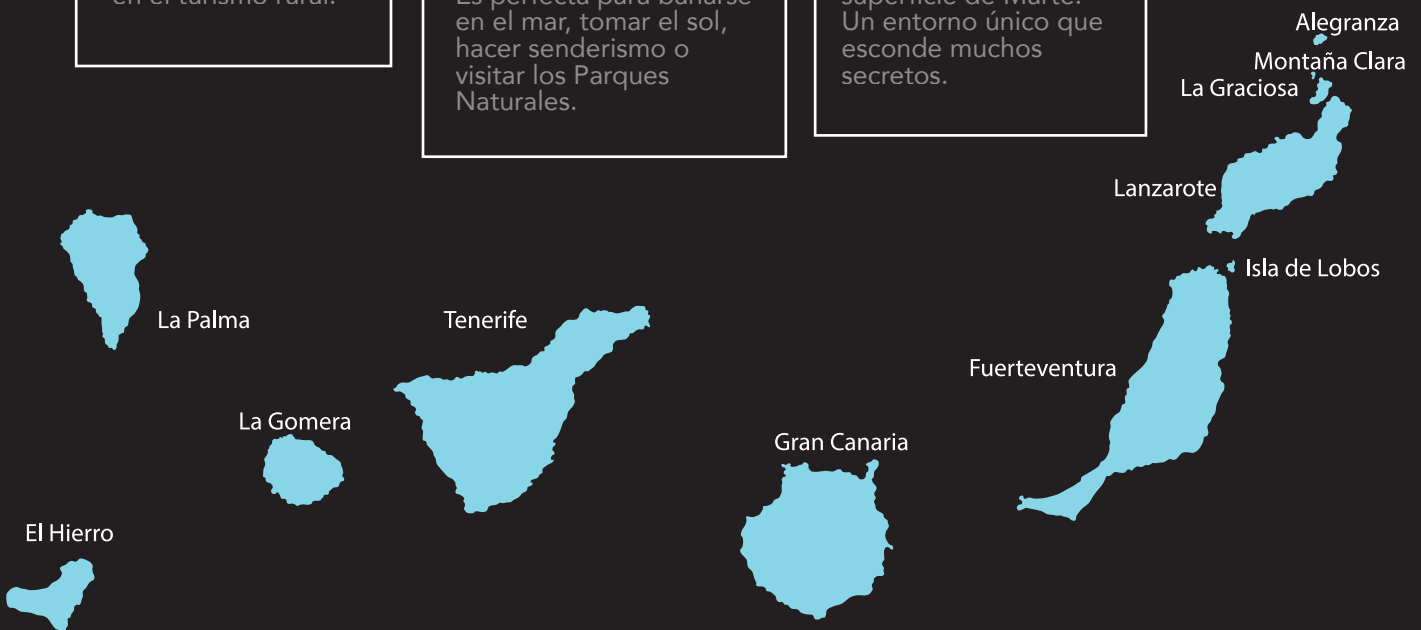 en el turismo rural.
Es perfecta para bañarse
en el mar, tomar el sol,
hacer senderismo o
visitar los Parques
Naturales.
superficie de Marte.
Un entorno único que
esconde muchos
secretos.
Alegranza
Montaña Clara
La Graciosa
Lanzarote
Isla de Lobos
La Palma
Tenerife
Fuerteventura
La Gomera
Gran Canaria
El Hierro